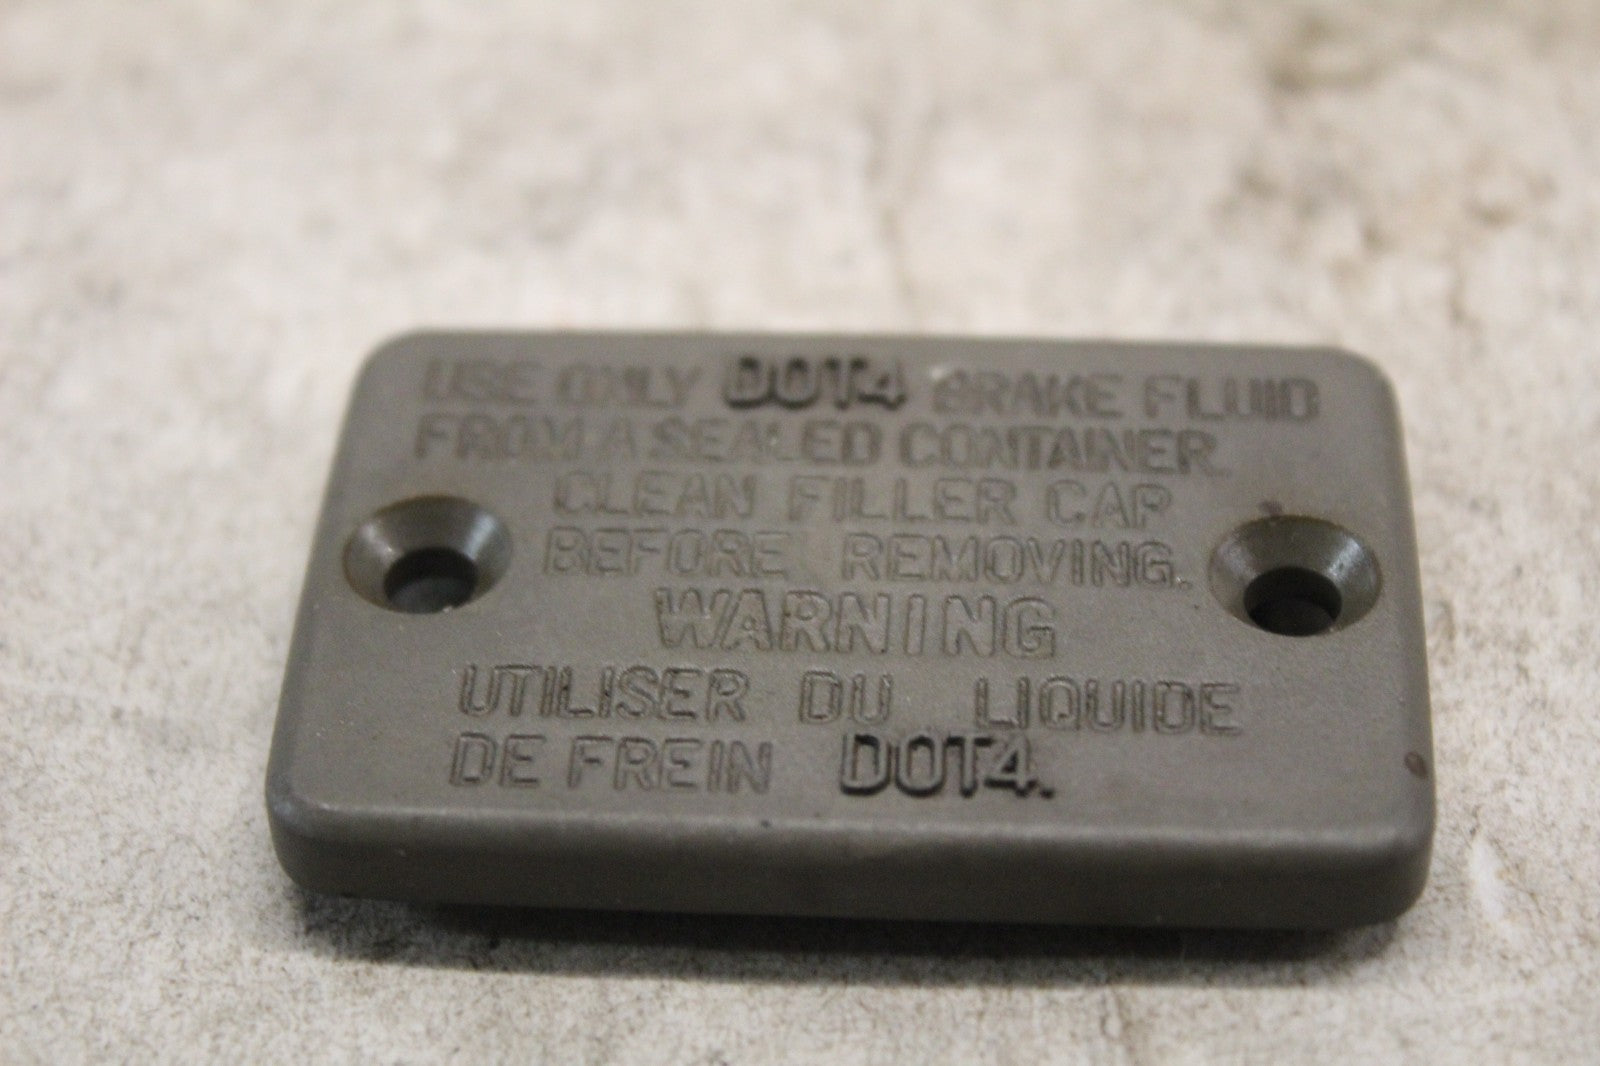 USE ONLY DOT4 BRAKE FLUID
FROM A SEALED CONTAINER.
CLEAN FILLER CAP
BEFORE REMOVING.
WARNING
UTILISER DU LIQUIDE
DE FREIN DOT4.